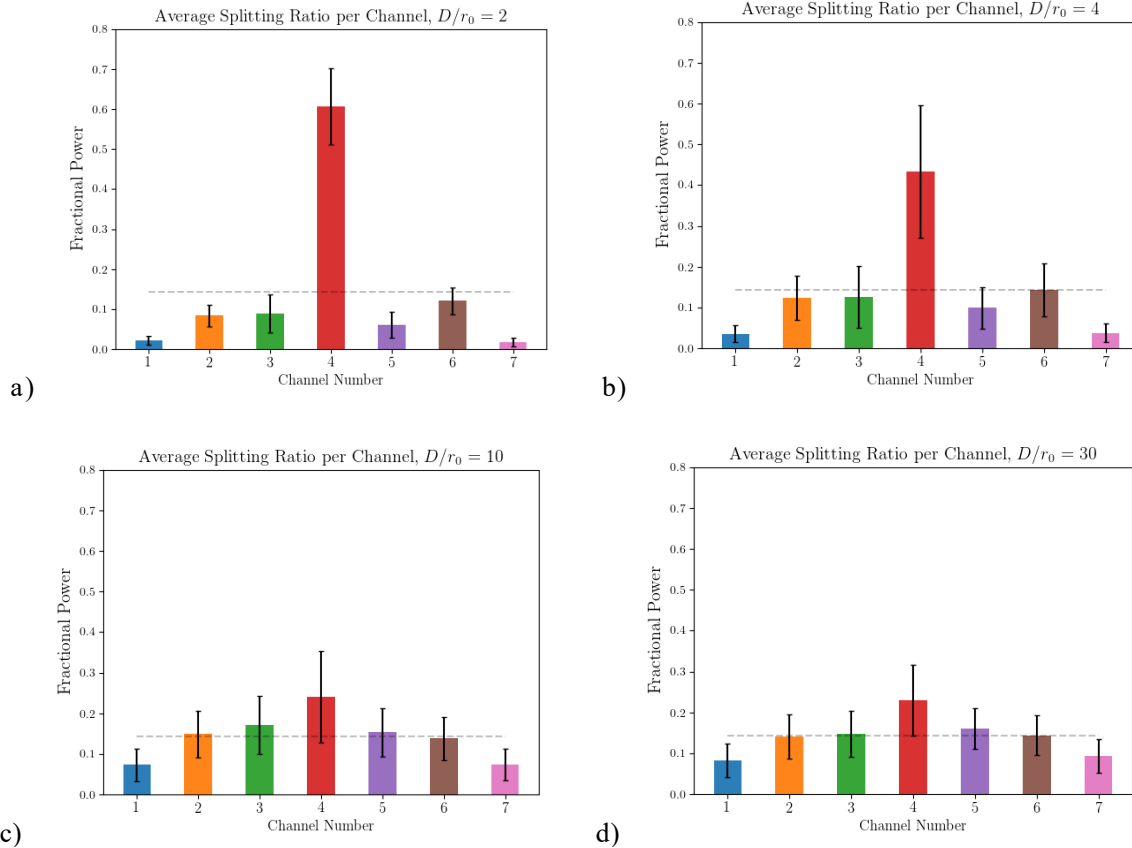 Average Splitting Ratio per Channel, $D/r_0 = 2$
0.8
0.7
0.6
0.5
0.4
0.3
0.2
0.1
0.0
Fractional Power
1 2 3 4 5 6 7
Channel Number
a)
Average Splitting Ratio per Channel, $D/r_0 = 4$
0.8
0.7
0.6
0.5
0.4
0.3
0.2
0.1
0.0
Fractional Power
1 2 3 4 5 6 7
Channel Number
b)
Average Splitting Ratio per Channel, $D/r_0 = 10$
0.8
0.7
0.6
0.5
0.4
0.3
0.2
0.1
0.0
Fractional Power
1 2 3 4 5 6 7
Channel Number
c)
Average Splitting Ratio per Channel, $D/r_0 = 30$
0.8
0.7
0.6
0.5
0.4
0.3
0.2
0.1
0.0
Fractional Power
1 2 3 4 5 6 7
Channel Number
d)